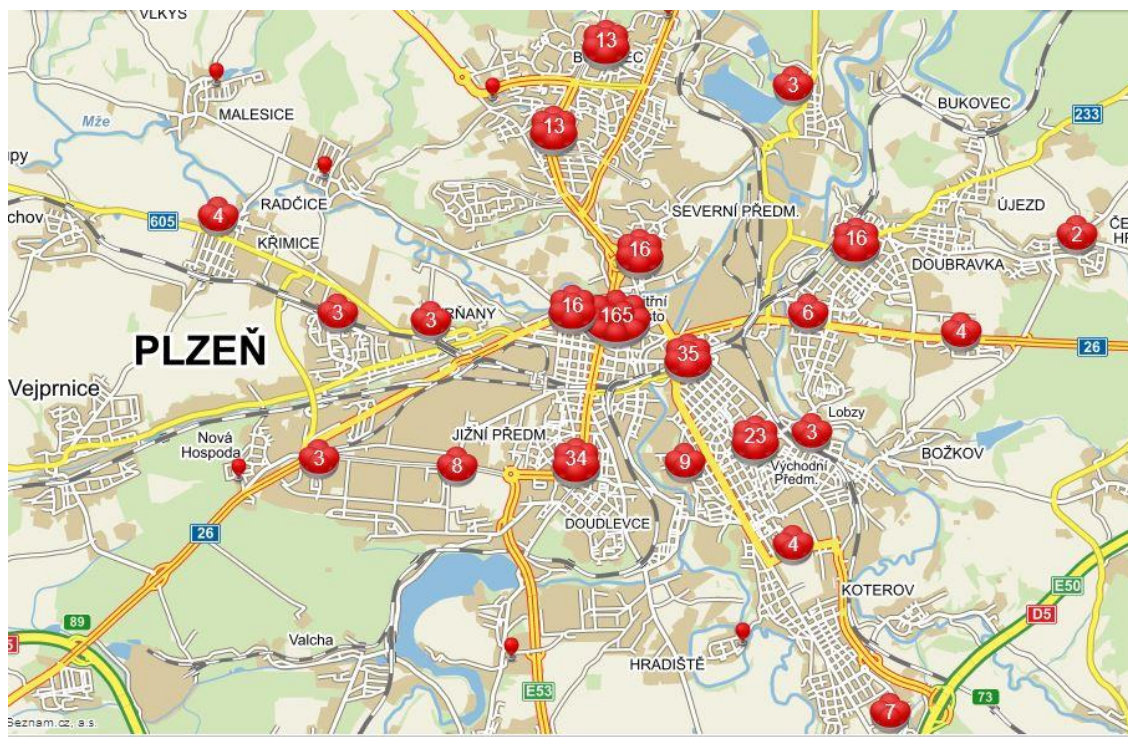 VLKÝŠ
13
3
MALESICE
BUKOVEC
Mže
233
13
RADČICE
ÚJEZD
SEVERNÍ PŘEDM.
605
4
KŘIMICE
16
16
DOUBRAVKA
2
3
3
16
165
6
4
26
PLZEŇ
35
Vejprnice
Lobzy
Nová
Hospoda
JIŽNÍ PŘEDM.
23
3
3
8
34
9
BOŽKOV
Východní
Předm.
26
DOUDLEVCE
4
KOTEROV
E50
D5
89
Valcha
HRADIŠTĚ
E53
73
7
Seznam.cz, a.s.